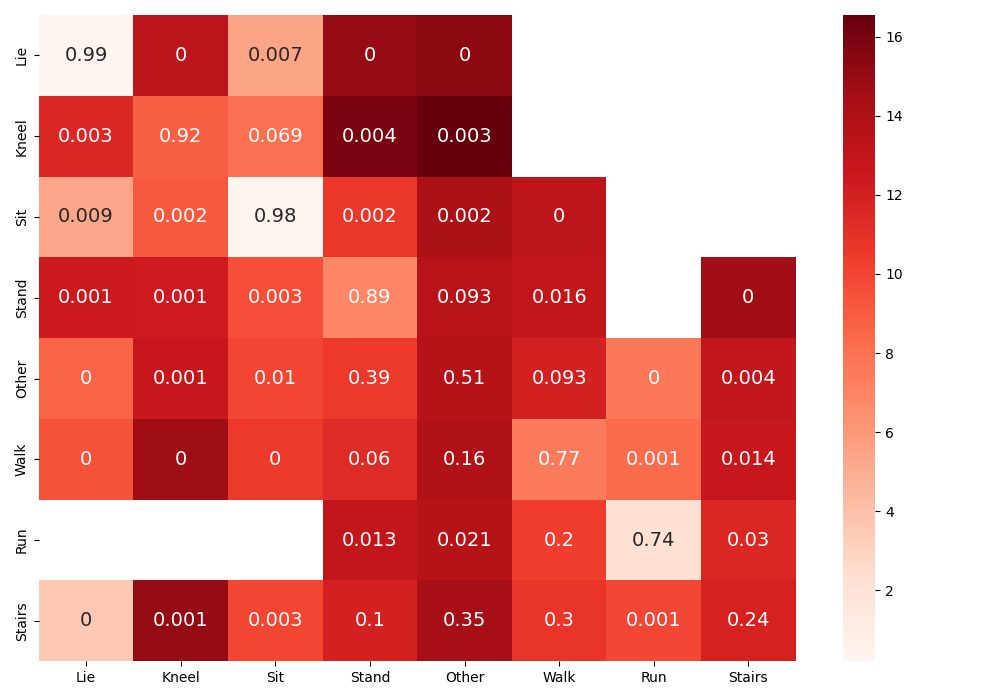 Lie 0.99 0 0.007 0 0
Kneel 0.003 0.92 0.069 0.004 0.003
Sit 0.009 0.002 0.98 0.002 0.002 0
Stand 0.001 0.001 0.003 0.89 0.093 0.016 0
Other 0 0.001 0.01 0.39 0.51 0.093 0 0.004
Walk 0 0 0 0.06 0.16 0.77 0.001 0.014
Run 0.013 0.021 0.2 0.74 0.03
Stairs 0 0.001 0.003 0.1 0.35 0.3 0.001 0.24
Lie Kneel Sit Stand Other Walk Run Stairs
16
14
12
10
8
6
4
2